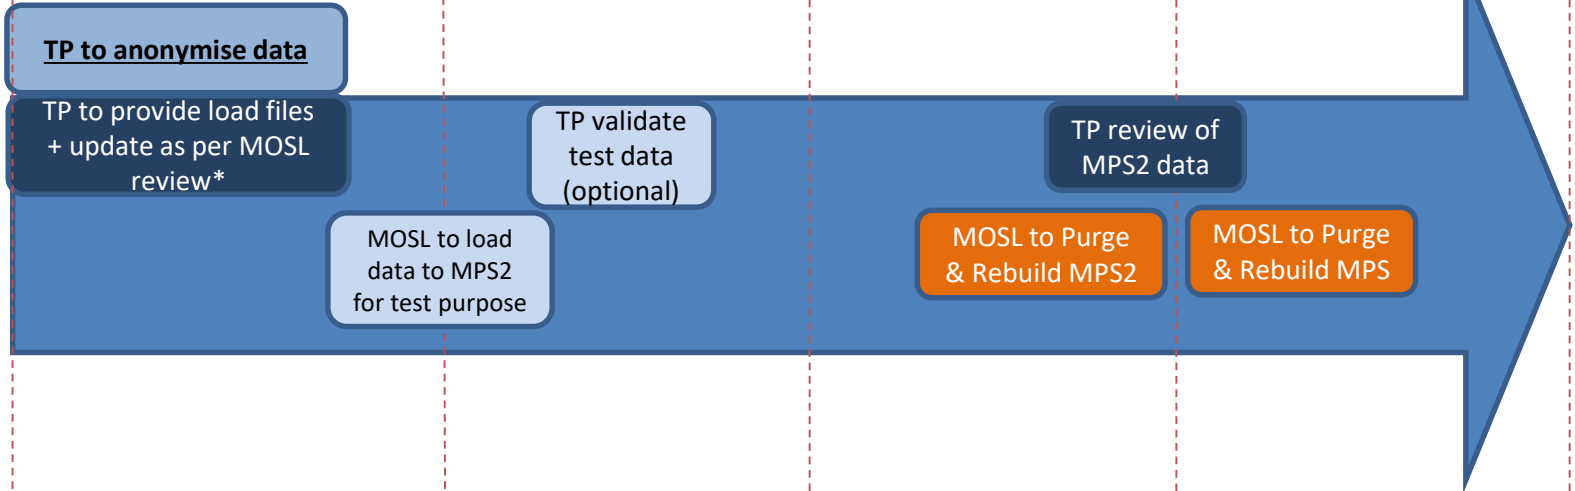 TP to anonymise data
TP to provide load files
+ update as per MOSL
review*
MOSL to load
data to MPS2
for test purpose
TP validate
test data
(optional)
TP review of
MPS2 data
MOSL to Purge
& Rebuild MPS2
MOSL to Purge
& Rebuild MPS